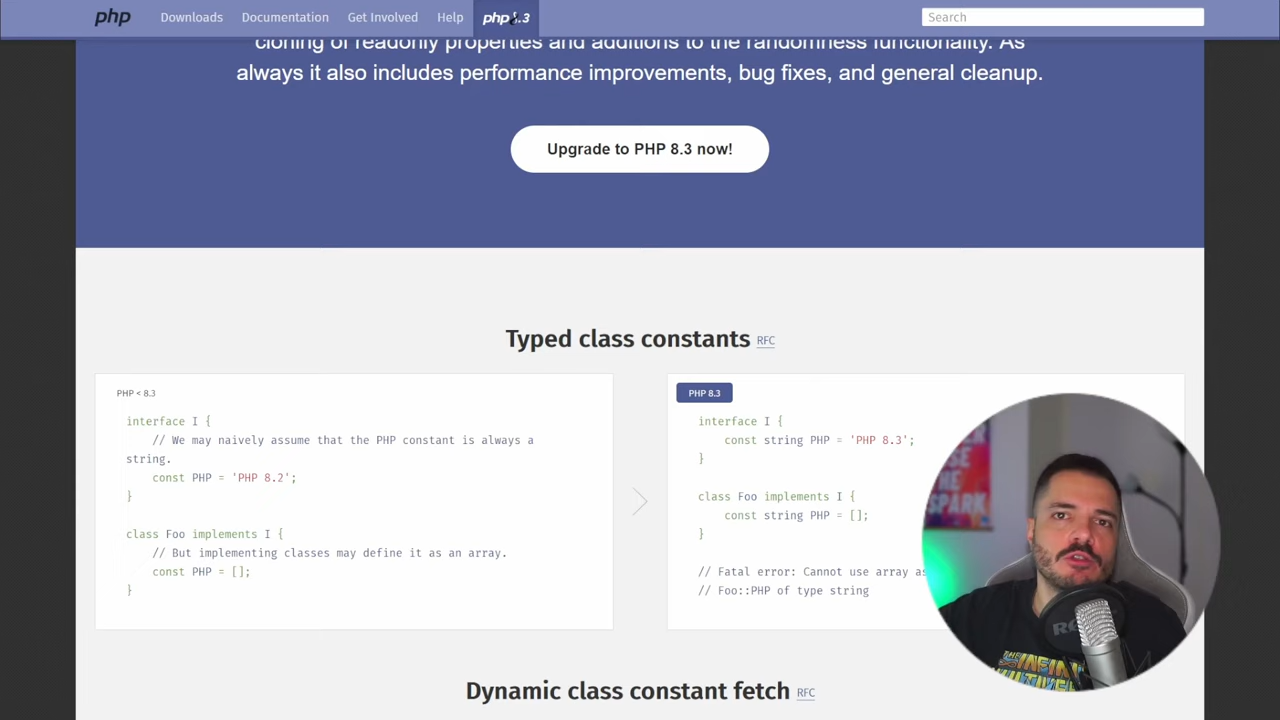 php Downloads Documentation Get Involved Help php8.3 Search
cloning of readonly properties and additions to the randomness functionality. As
always it also includes performance improvements, bug fixes, and general cleanup.
Upgrade to PHP 8.3 now!
Typed class constants RFC
PHP < 8.3
interface I {
// We may naively assume that the PHP constant is always a
string.
const PHP = 'PHP 8.2';
}
class Foo implements I {
// But implementing classes may define it as an array.
const PHP = [];
}
PHP 8.3
interface I {
const string PHP = 'PHP 8.3';
}
class Foo implements I {
const string PHP = [];
}
// Fatal error: Cannot use array as
// Foo::PHP of type string
THE
SPARK
THE
INFIN
Dynamic class constant fetch RFC